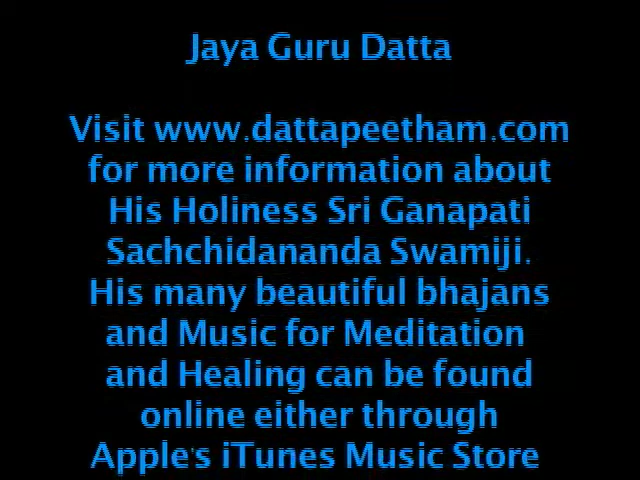 Jaya Guru Datta
Visit www.dattapeetham.com
for more information about
His Holiness Sri Ganapati
Sachchidananda Swamiji.
His many beautiful bhajans
and Music for Meditation
and Healing can be found
online either through
Apple's iTunes Music Store